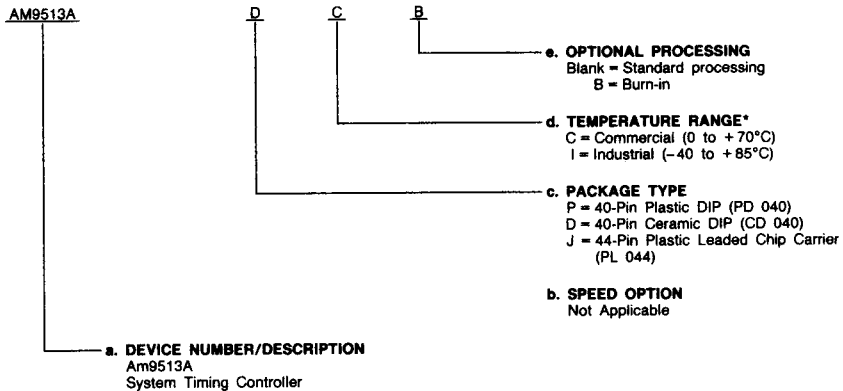 AM9513A D C B
e. OPTIONAL PROCESSING
Blank = Standard processing
B = Burn-in
d. TEMPERATURE RANGE*
C = Commercial (0 to +70°C)
I = Industrial (−40 to +85°C)
c. PACKAGE TYPE
P = 40-Pin Plastic DIP (PD 040)
D = 40-Pin Ceramic DIP (CD 040)
J = 44-Pin Plastic Leaded Chip Carrier
(PL 044)
b. SPEED OPTION
Not Applicable
a. DEVICE NUMBER/DESCRIPTION
Am9513A
System Timing Controller